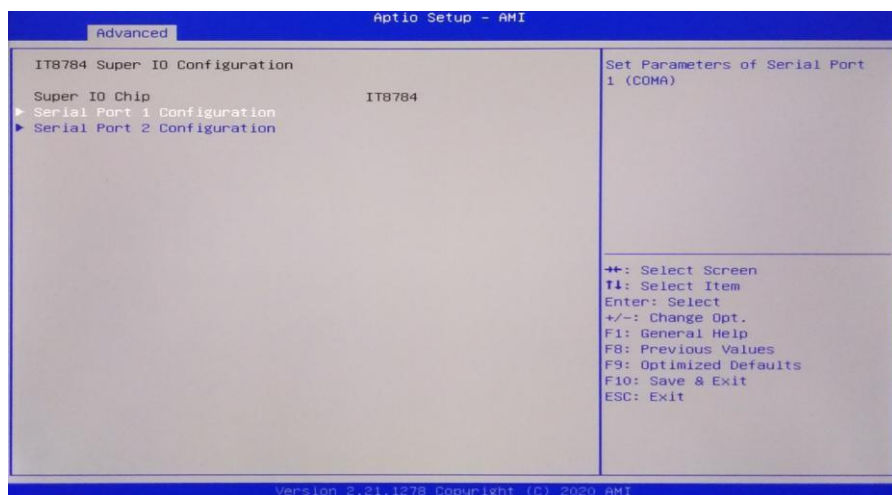 Aptio Setup – AMI
Advanced
IT8784 Super IO Configuration
Super IO Chip IT8784
▶ Serial Port 1 Configuration
▶ Serial Port 2 Configuration
Set Parameters of Serial Port
1 (COMA)
→←: Select Screen
↑↓: Select Item
Enter: Select
+/-: Change Opt.
F1: General Help
F8: Previous Values
F9: Optimized Defaults
F10: Save & Exit
ESC: Exit
Version 2.21.1278 Copyright (C) 2020 AMI